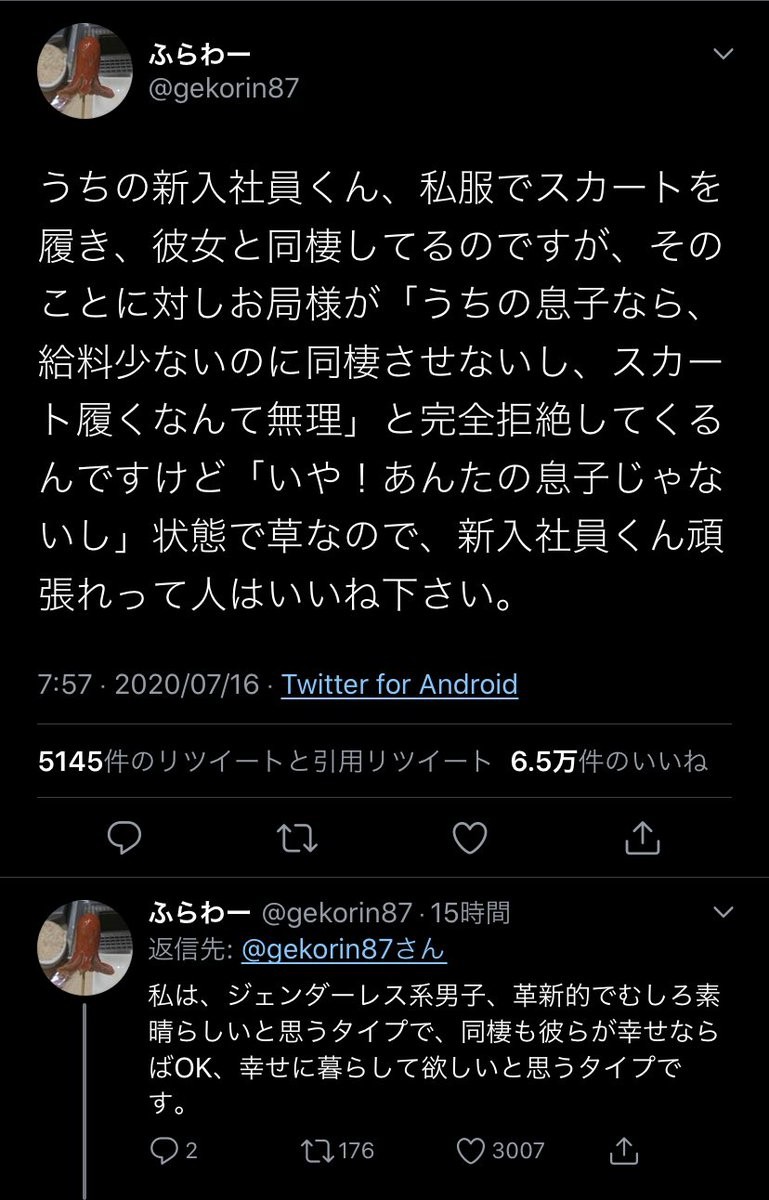 ふらわー
@gekorin87
うちの新入社員くん、私服でスカートを
履き、彼女と同棲してるのですが、その
ことに対しお局様が「うちの息子なら、
給料少ないのに同棲させないし、スカー
ト履くなんて無理」と完全拒絶してくる
んですけど「いや！あんたの息子じゃな
いし」状態で草なので、新入社員くん頑
張れって人はいいね下さい。
7:57 · 2020/07/16 · Twitter for Android
5145件のリツイートと引用リツイート 6.5万件のいいね
ふらわー @gekorin87 · 15時間
返信先: @gekorin87さん
私は、ジェンダーレス系男子、革新的でむしろ素
晴らしいと思うタイプで、同棲も彼らが幸せなら
ばOK、幸せに暮らして欲しいと思うタイプで
す。
2 176 3007